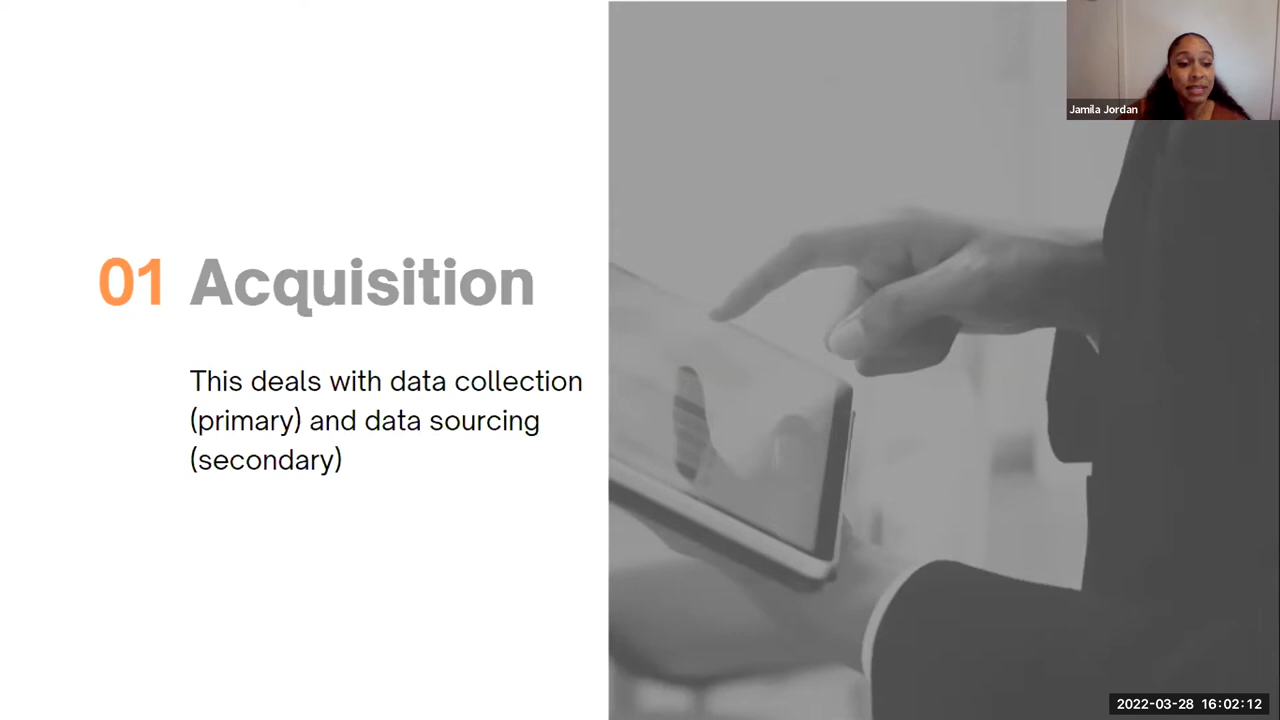 Jamila Jordan
01 Acquisition
This deals with data collection
(primary) and data sourcing
(secondary)
2022-03-28 16:02:12